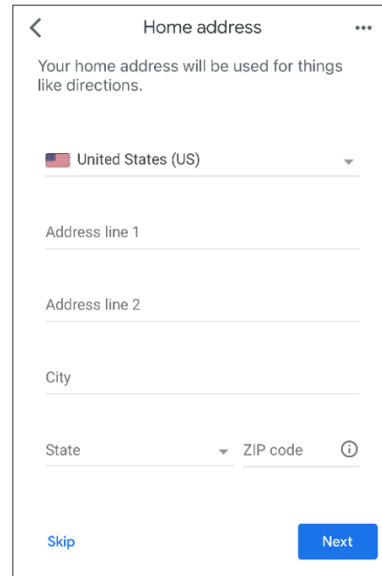 Home address
Your home address will be used for things
like directions.
United States (US)
Address line 1
Address line 2
City
State ZIP code
Skip Next